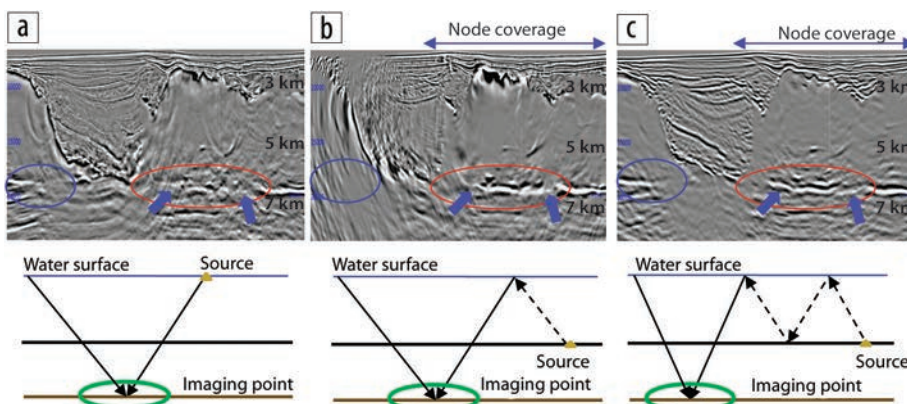 a
3 km
5 km
7 km
b
Node coverage
3 km
5 km
7 km
c
Node coverage
3 km
5 km
7 km
Water surface
Source
Imaging point
Water surface
Source
Imaging point
Water surface
Source
Imaging point